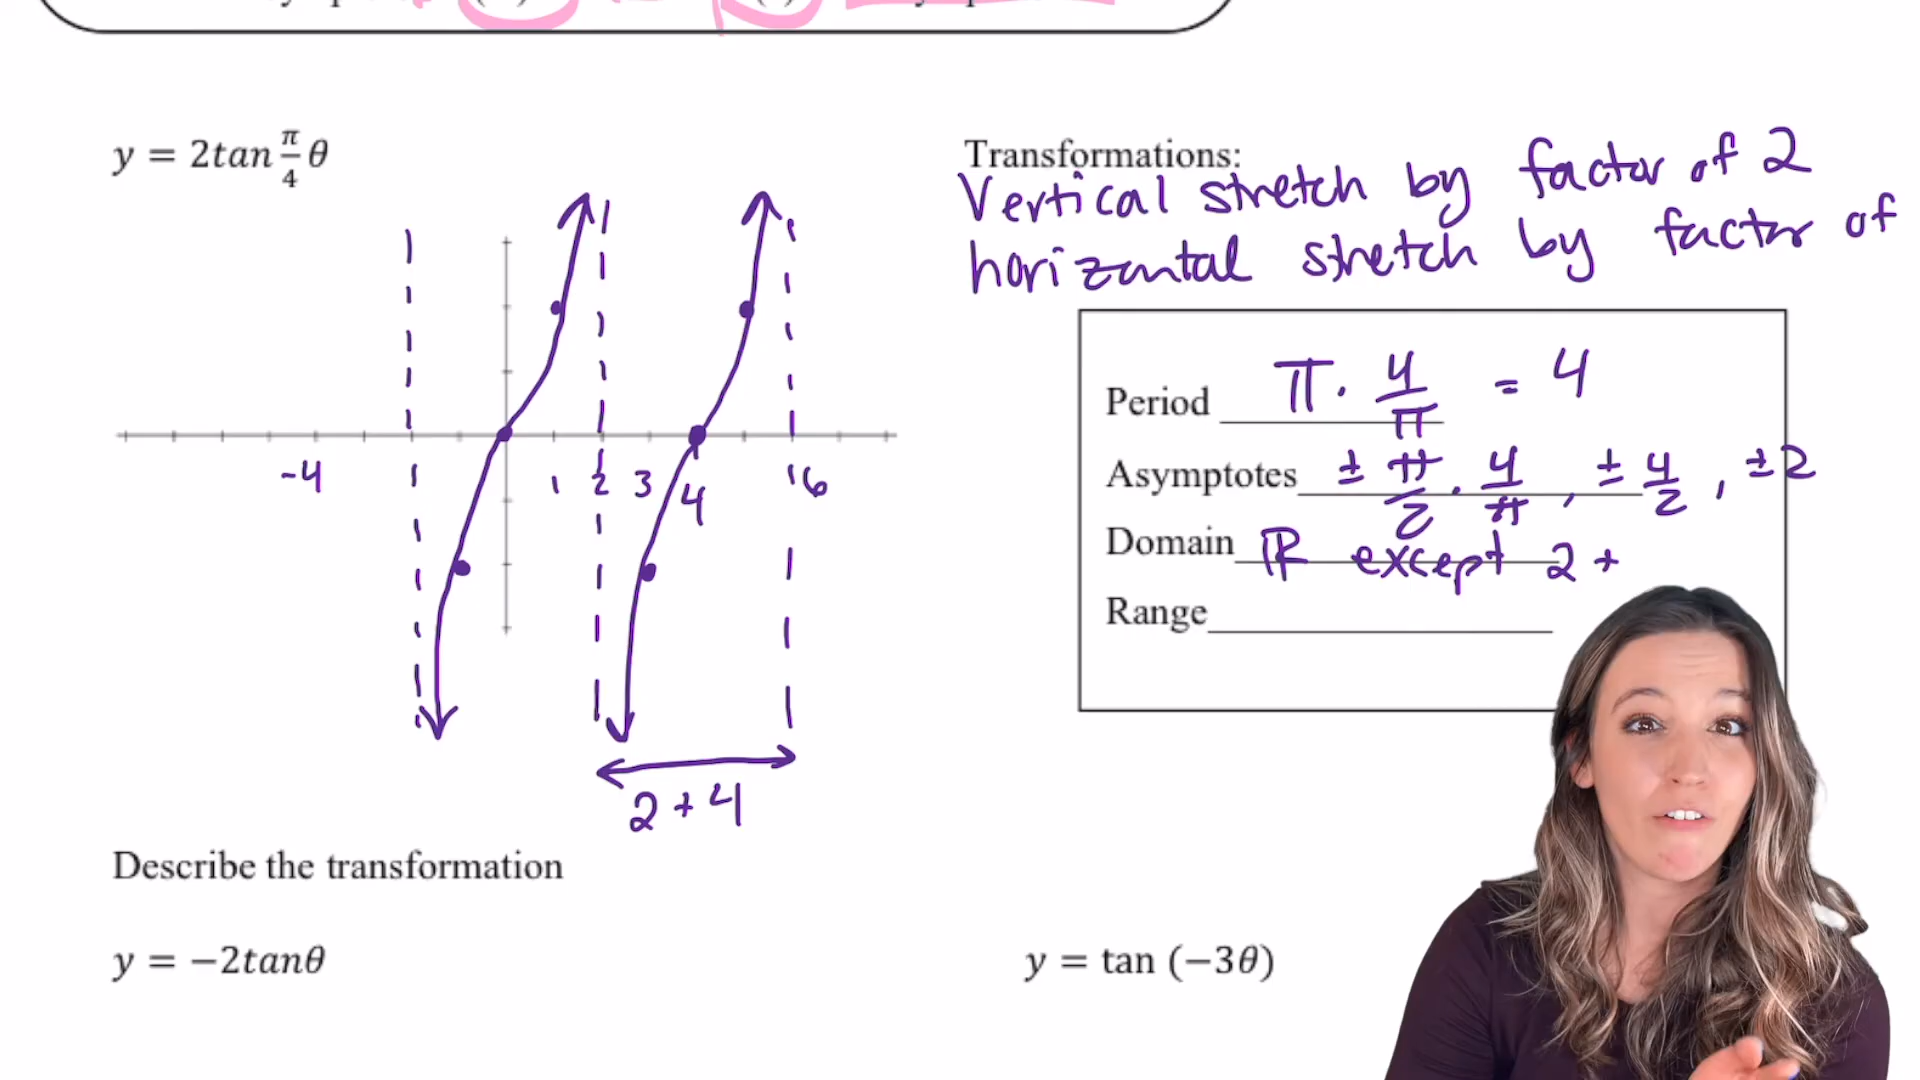 y = 2tan π/4 θ
Transformations:
Vertical stretch by factor of 2
horizontal stretch by factor of
Period π · 4/π = 4
Asymptotes ± π/2 · 4/π , ± 4/2 , ±2
Domain ℝ except 2 +
Range
-4 1 2 3 4 6
2 + 4
Describe the transformation
y = −2tanθ
y = tan (−3θ)